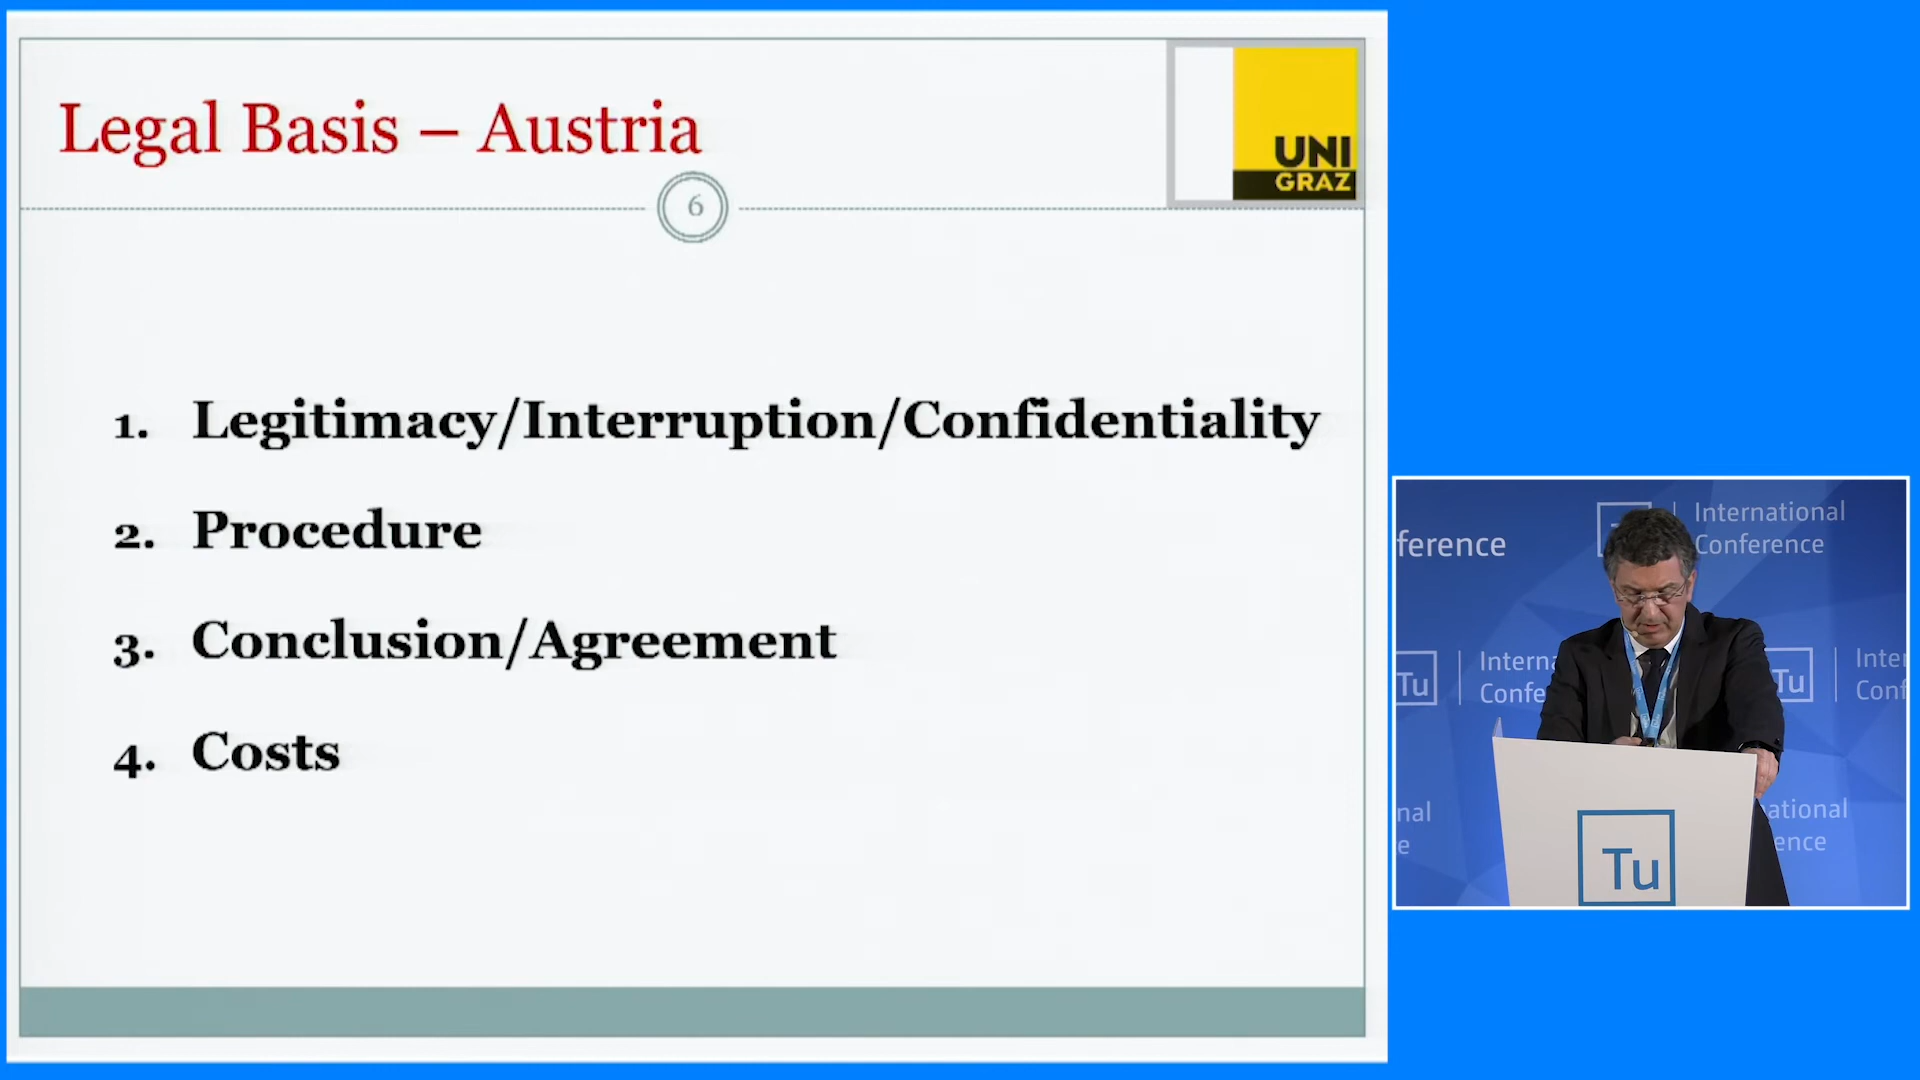 Legal Basis – Austria
UNI
GRAZ
6
1. Legitimacy/Interruption/Confidentiality
2. Procedure
3. Conclusion/Agreement
4. Costs
ference
International
Conference
Tu
Interna
Confe
Tu
Inter
Conf
nal
e
ational
ence
Tu